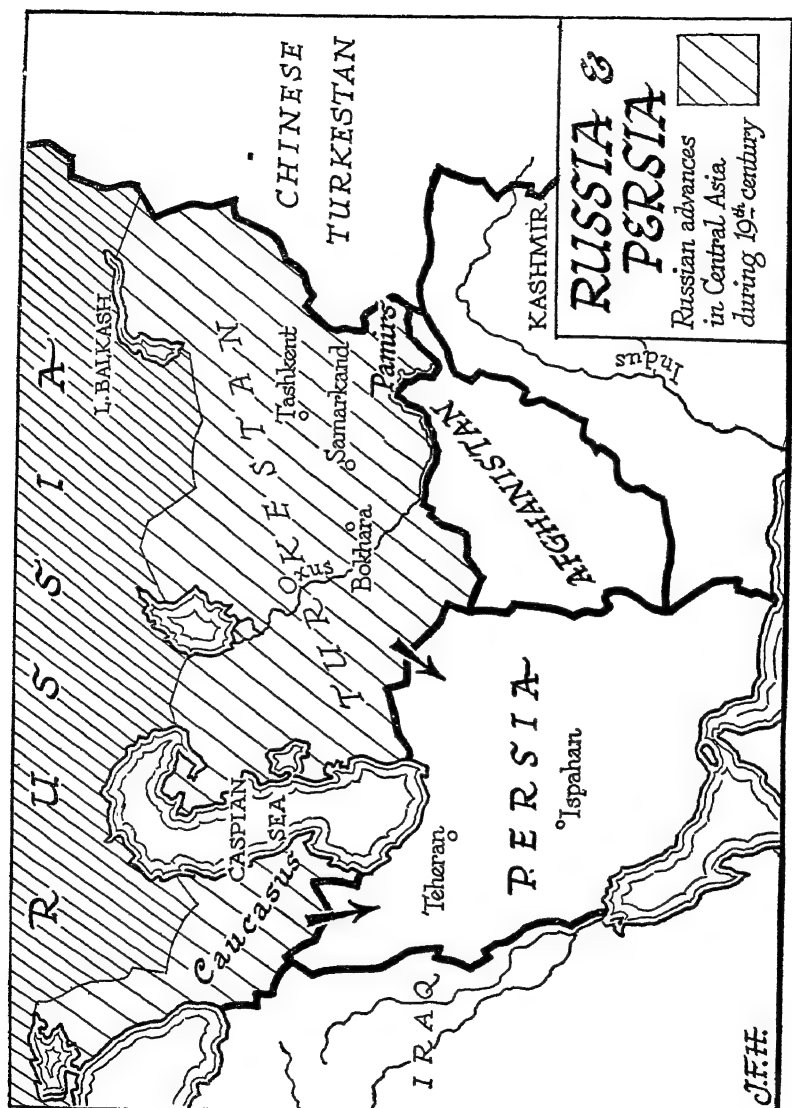 RUSSIA
L. BALKASH
CHINESE
TURKESTAN
TURKESTAN
Tashkent
Samarkand
OXUS
Bokhara
Pamirs
CASPIAN
SEA
Caucasus
Teheran
PERSIA
Ispahan
AFGHANISTAN
KASHMIR
Indus
IRAQ
RUSSIA &
PERSIA
Russian advances
in Central Asia
during 19th century
J.F.H.